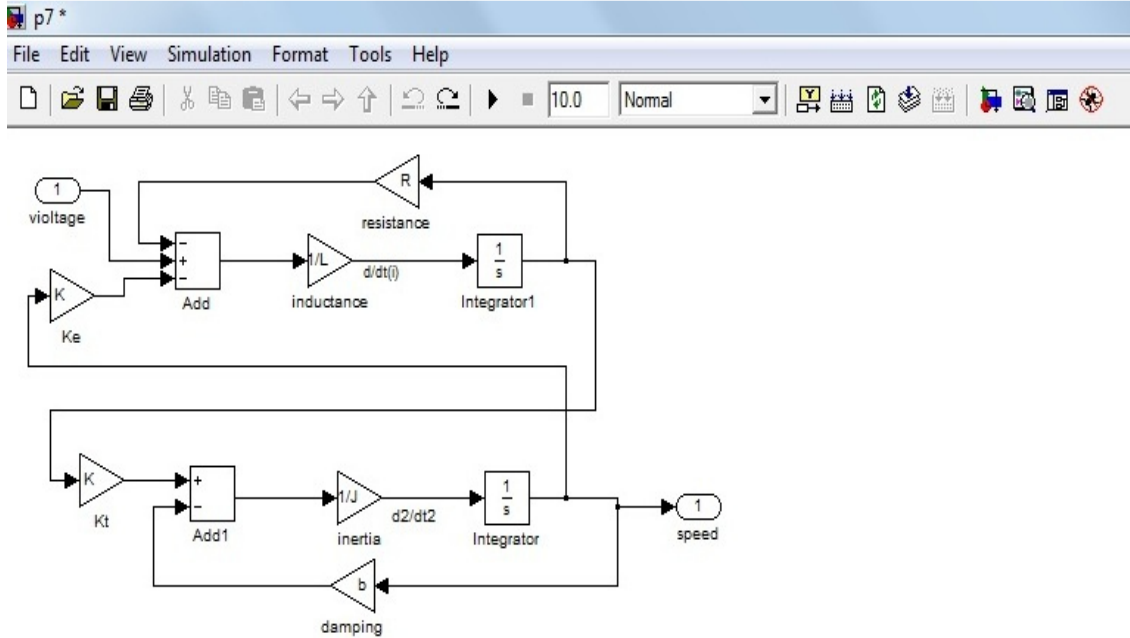 p7 *
File Edit View Simulation Format Tools Help
10.0 Normal
R
resistance
1
violtage
−
+
−
Add
1/L
inductance
d/dt(i)
1
s
Integrator1
K
Ke
K
Kt
+
−
Add1
1/J
inertia
d2/dt2
1
s
Integrator
1
speed
b
damping